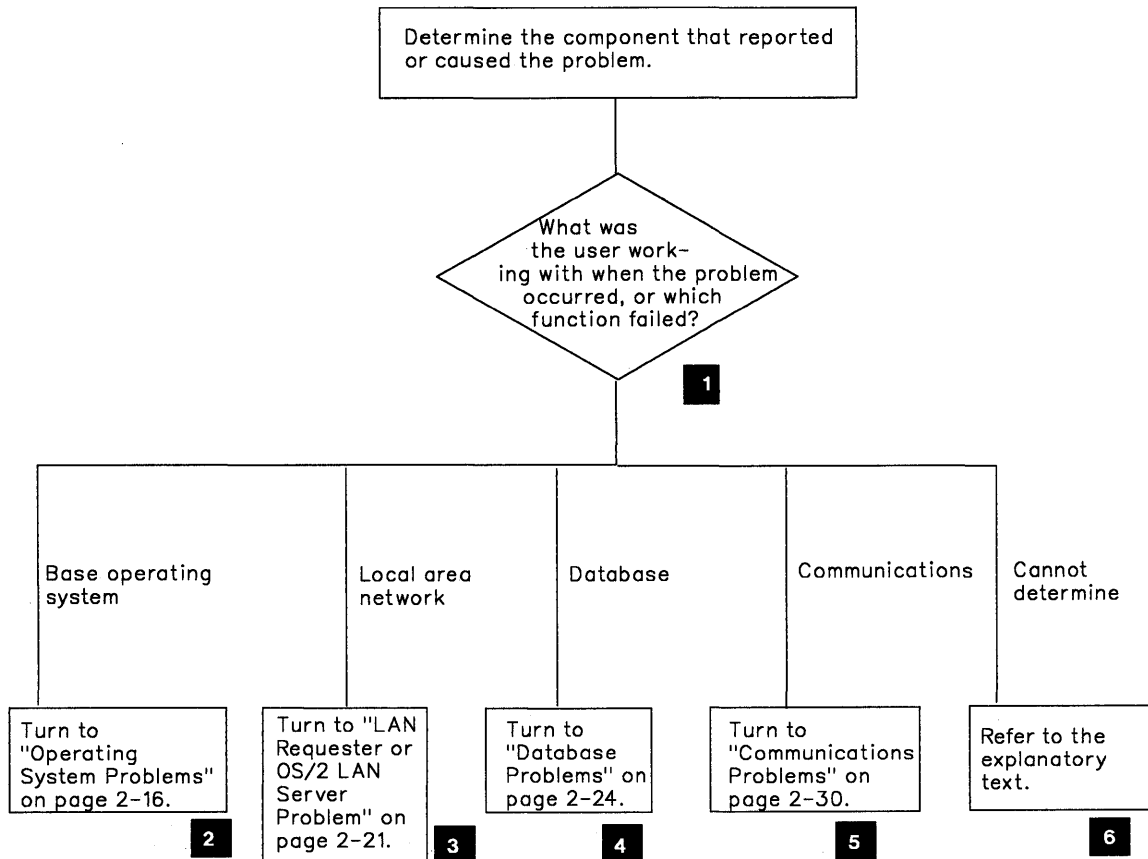 Determine the component that reported
or caused the problem.
What was
the user work-
ing with when the problem
occurred, or which
function failed?
1
Base operating
system
Local area
network
Database
Communications
Cannot
determine
Turn to
"Operating
System Problems"
on page 2-16.
2
Turn to "LAN
Requester or
OS/2 LAN
Server
Problem" on
page 2-21.
3
Turn to
"Database
Problems" on
page 2-24.
4
Turn to
"Communications
Problems" on
page 2-30.
5
Refer to the
explanatory
text.
6